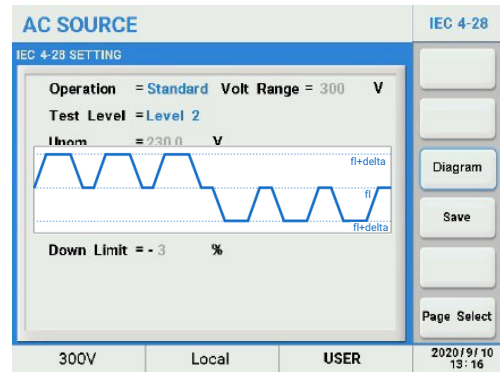 AC SOURCE
IEC 4-28
IEC 4-28 SETTING
Operation = Standard Volt Range = 300 V
Test Level = Level 2
Unom = 230.0 V
fl+delta
Diagram
fl
Save
fl+delta
Down Limit = - 3 %
Page Select
300V Local USER 2020/9/10
13:16